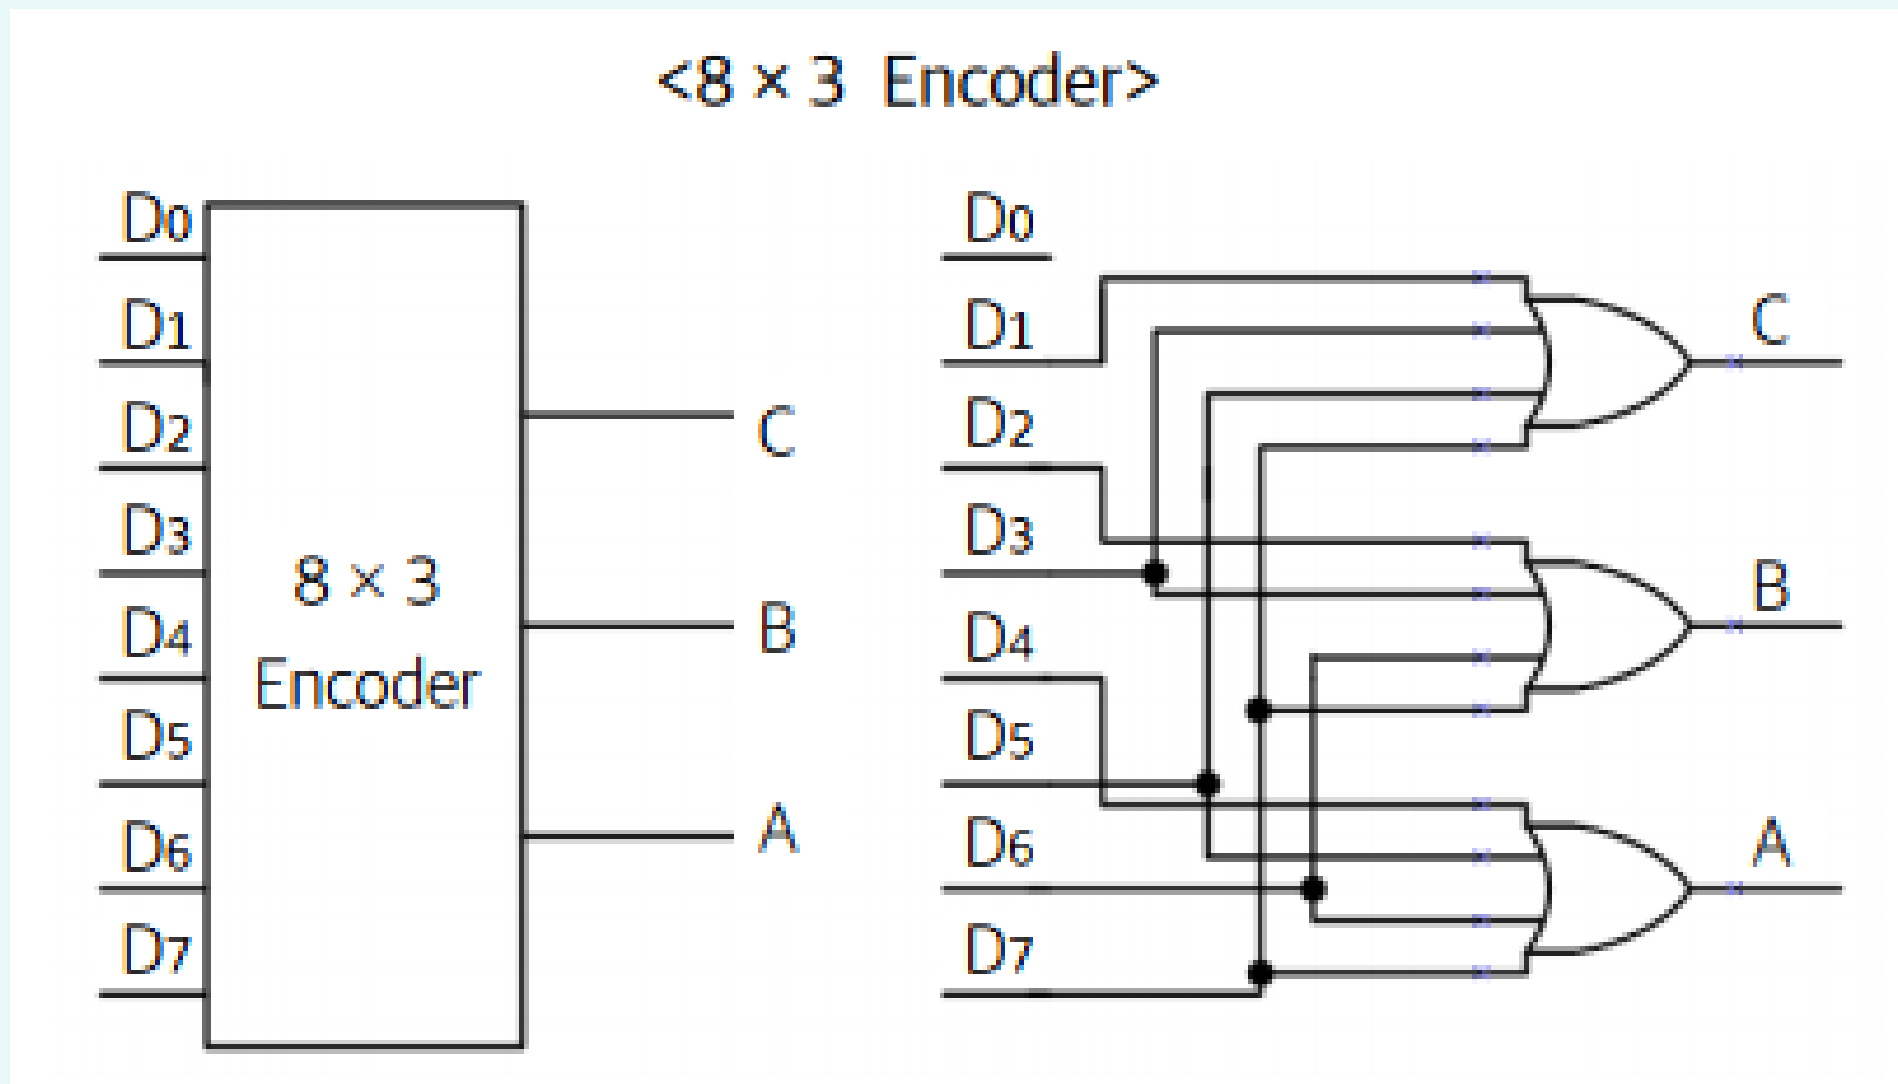 <8 × 3 Encoder>
D0
D1
D2
D3
D4
D5
D6
D7
8 × 3
Encoder
C
B
A
D0
D1
D2
D3
D4
D5
D6
D7
C
B
A